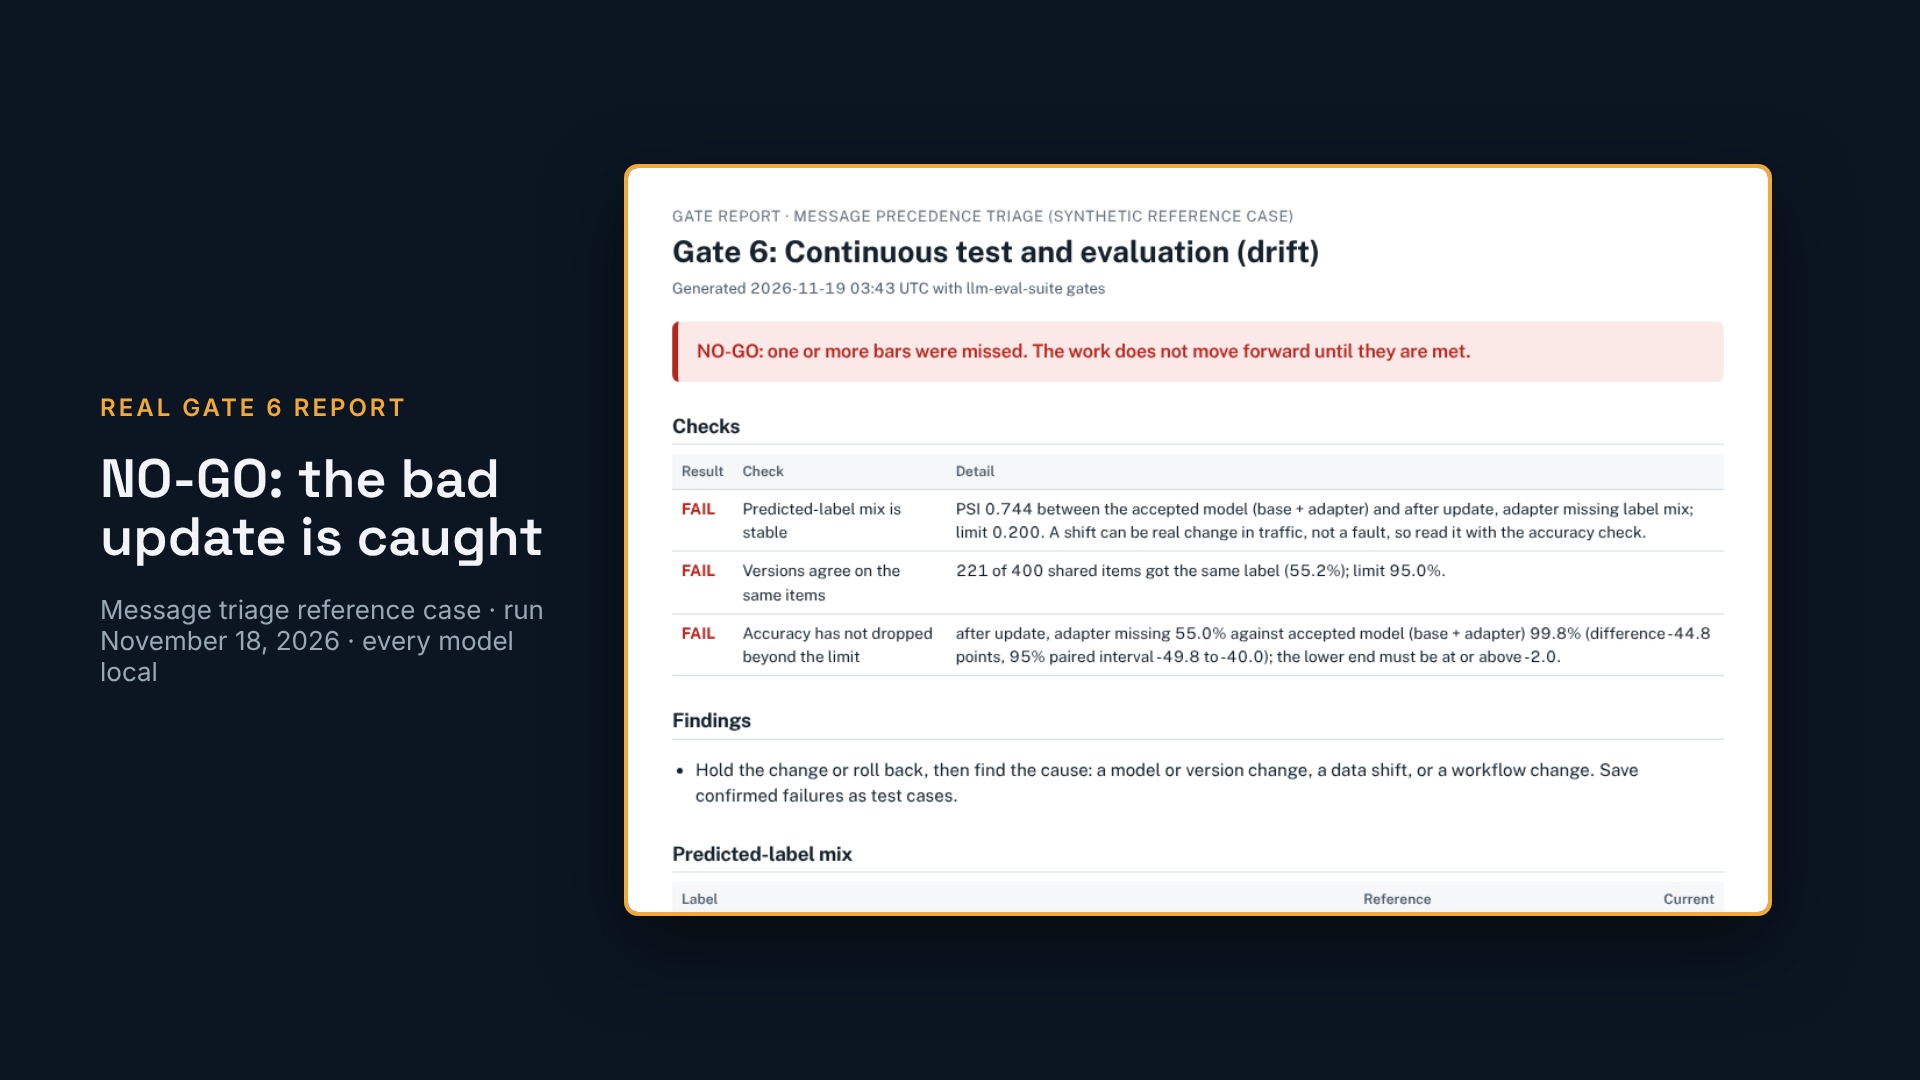 REAL GATE 6 REPORT
NO-GO: the bad
update is caught
Message triage reference case · run
November 18, 2026 · every model
local
GATE REPORT · MESSAGE PRECEDENCE TRIAGE (SYNTHETIC REFERENCE CASE)
Gate 6: Continuous test and evaluation (drift)
Generated 2026-11-19 03:43 UTC with llm-eval-suite gates
NO-GO: one or more bars were missed. The work does not move forward until they are met.
Checks
Result Check Detail
FAIL Predicted-label mix is PSI 0.744 between the accepted model (base + adapter) and after update, adapter missing label mix;
stable limit 0.200. A shift can be real change in traffic, not a fault, so read it with the accuracy check.
FAIL Versions agree on the 221 of 400 shared items got the same label (55.2%); limit 95.0%.
same items
FAIL Accuracy has not dropped after update, adapter missing 55.0% against accepted model (base + adapter) 99.8% (difference -44.8
beyond the limit points, 95% paired interval -49.8 to -40.0); the lower end must be at or above -2.0.
Findings
• Hold the change or roll back, then find the cause: a model or version change, a data shift, or a workflow change. Save
confirmed failures as test cases.
Predicted-label mix
Label Reference Current